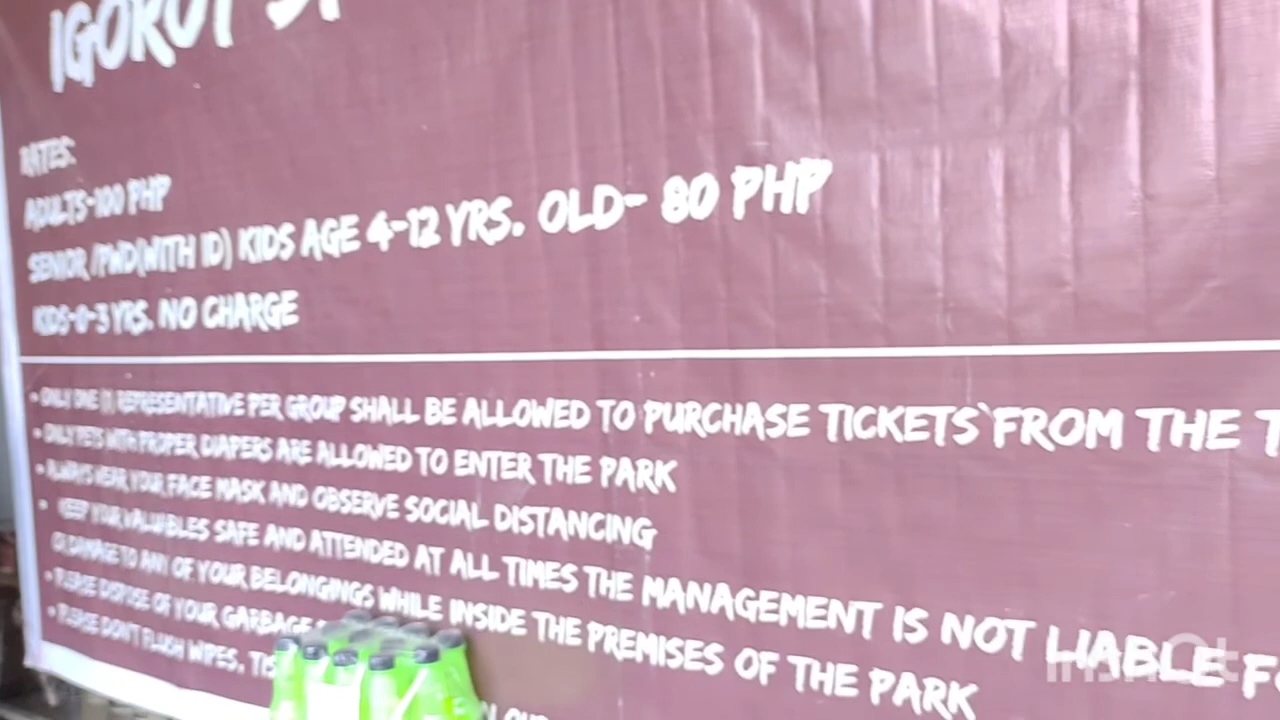 IGOROT
RATES:
ADULTS-100 PHP
SENIOR /PWD(WITH ID) KIDS AGE 4-12 YRS. OLD- 80 PHP
KIDS-0-3 YRS. NO CHARGE
• ONLY ONE (1) REPRESENTATIVE PER GROUP SHALL BE ALLOWED TO PURCHASE TICKETS`FROM THE T
• ONLY PETS WITH PROPER DIAPERS ARE ALLOWED TO ENTER THE PARK
• ALWAYS WEAR YOUR FACE MASK AND OBSERVE SOCIAL DISTANCING
• KEEP YOUR VALUABLES SAFE AND ATTENDED AT ALL TIMES THE MANAGEMENT IS NOT LIABLE FO
DAMAGE TO ANY OF YOUR BELONGINGS WHILE INSIDE THE PREMISES OF THE PARK
• PLEASE DISPOSE OF YOUR GARBAGE
• PLEASE DON'T FLUSH WIPES, TIS
InShOt